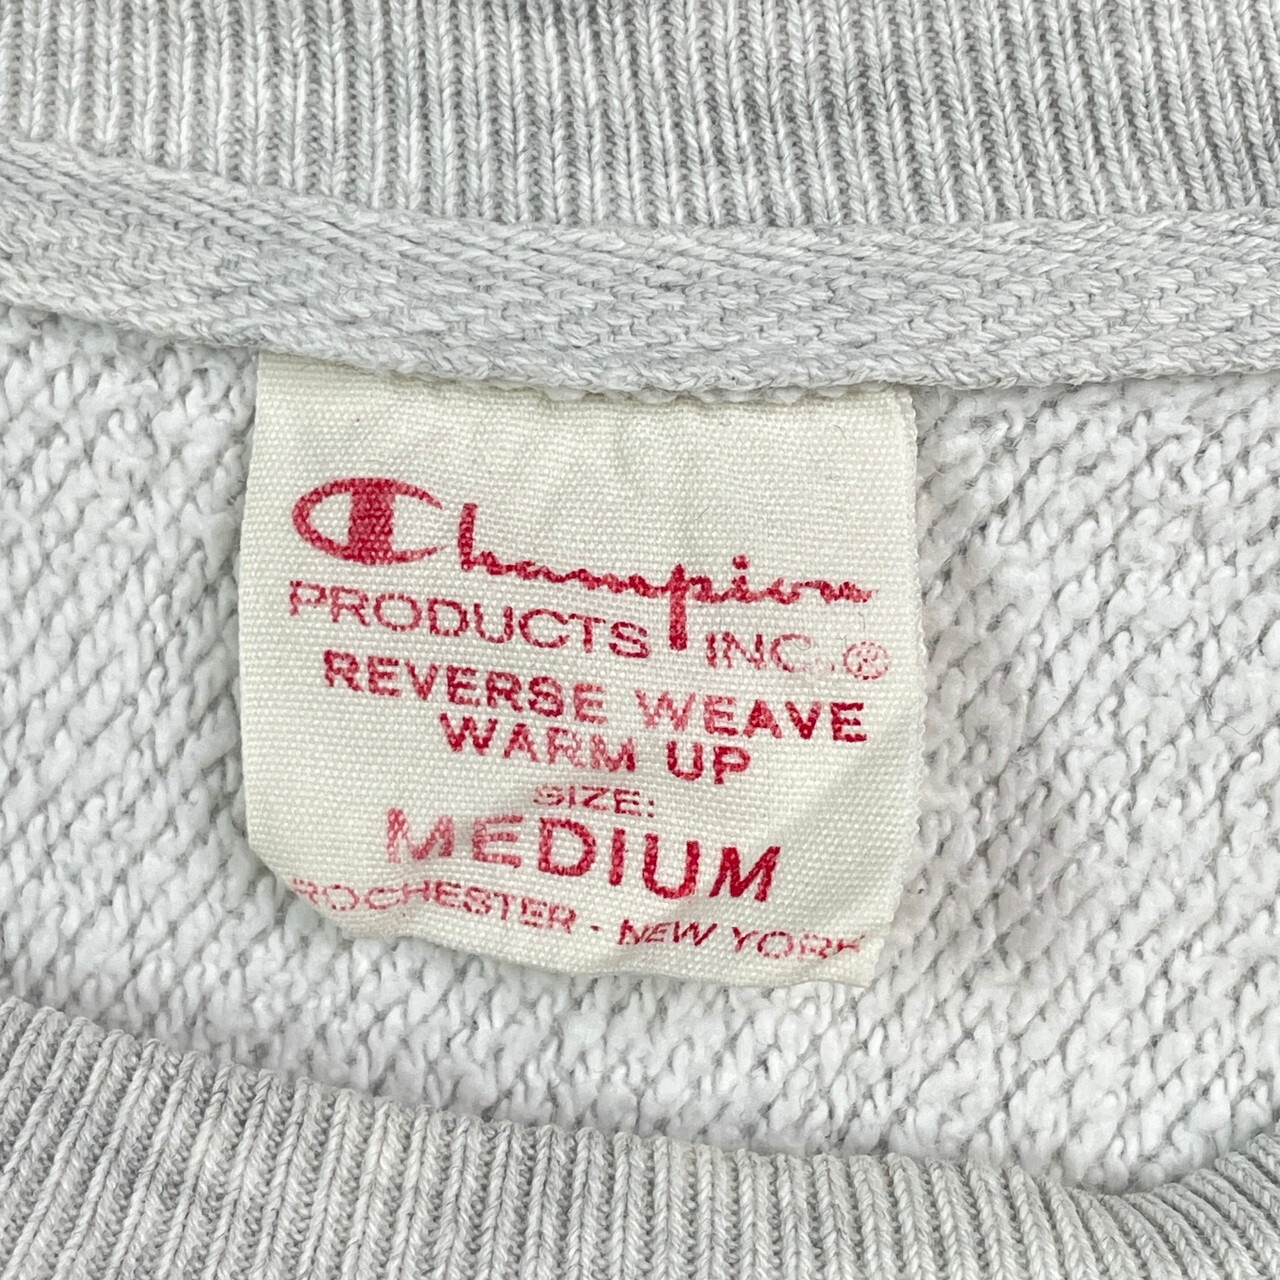 Champion
PRODUCTS INC.®
REVERSE WEAVE
WARM UP
SIZE:
MEDIUM
ROCHESTER - NEW YORK